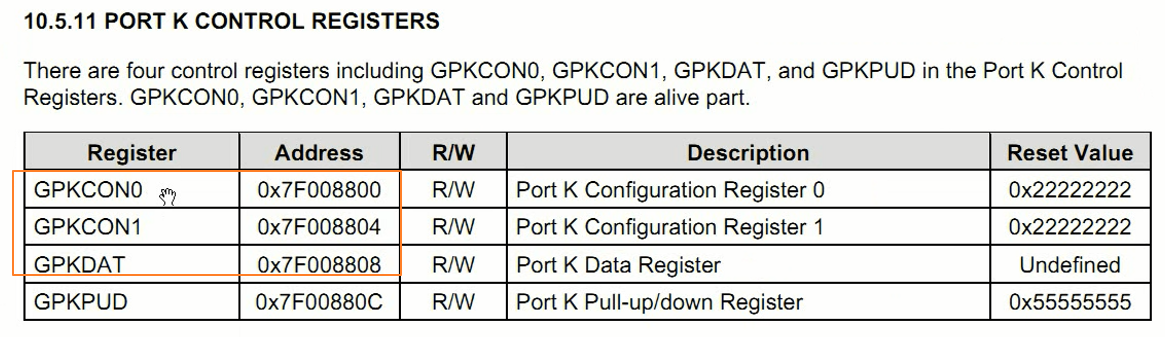 10.5.11 PORT K CONTROL REGISTERS
There are four control registers including GPKCON0, GPKCON1, GPKDAT, and GPKPUD in the Port K Control
Registers. GPKCON0, GPKCON1, GPKDAT and GPKPUD are alive part.
Register Address R/W Description Reset Value
GPKCON0 0x7F008800 R/W Port K Configuration Register 0 0x22222222
GPKCON1 0x7F008804 R/W Port K Configuration Register 1 0x22222222
GPKDAT 0x7F008808 R/W Port K Data Register Undefined
GPKPUD 0x7F00880C R/W Port K Pull-up/down Register 0x55555555